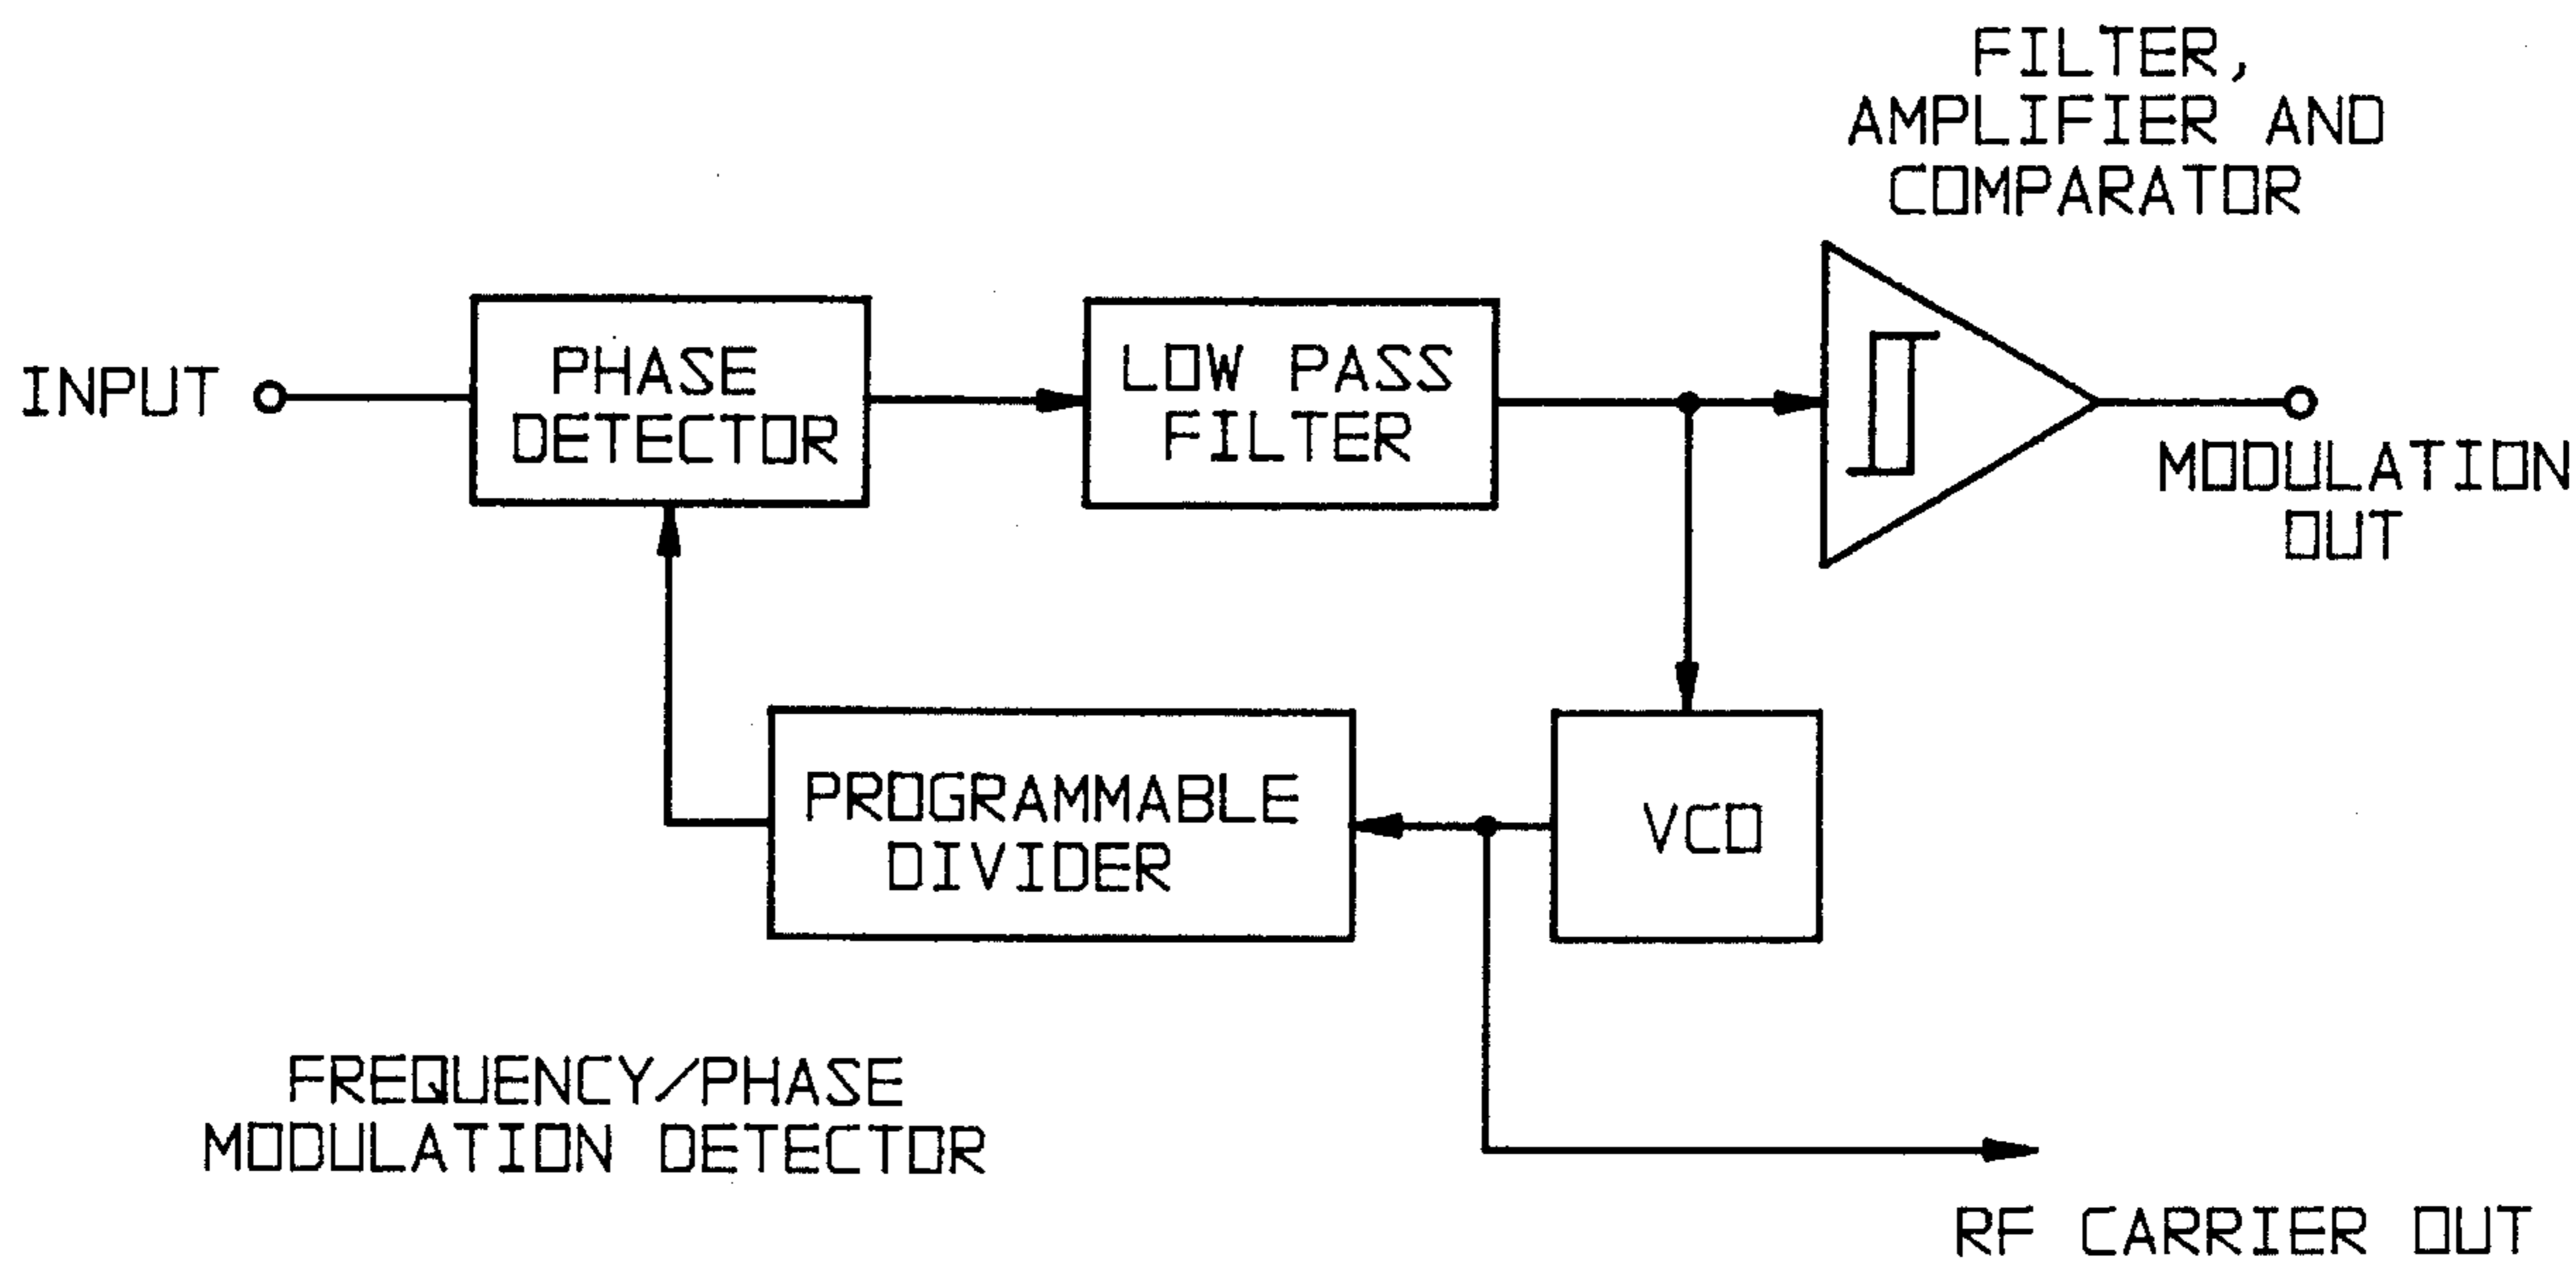 FILTER,
AMPLIFIER AND
COMPARATOR
INPUT
PHASE
DETECTOR
LOW PASS
FILTER
MODULATION
OUT
PROGRAMMABLE
DIVIDER
VCO
FREQUENCY/PHASE
MODULATION DETECTOR
RF CARRIER OUT